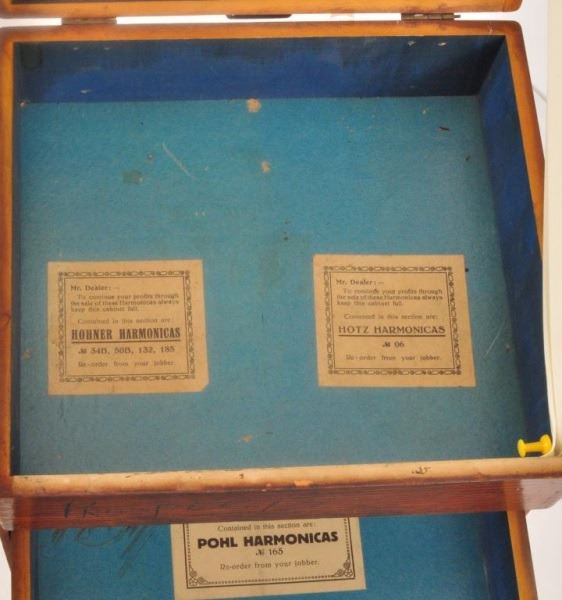 Mr. Dealer: —
To continue your profits through
the sale of these Harmonicas always
keep this cabinet full.
Contained in this section are:
HOHNER HARMONICAS
№ 34B, 50B, 132, 185
Re-order from your jobber.
Mr. Dealer: —
To continue your profits through
the sale of these Harmonicas always
keep this cabinet full.
Contained in this section are:
HOTZ HARMONICAS
№ 06
Re-order from your jobber.
Contained in this section are:
POHL HARMONICAS
№ 165
Re-order from your jobber.